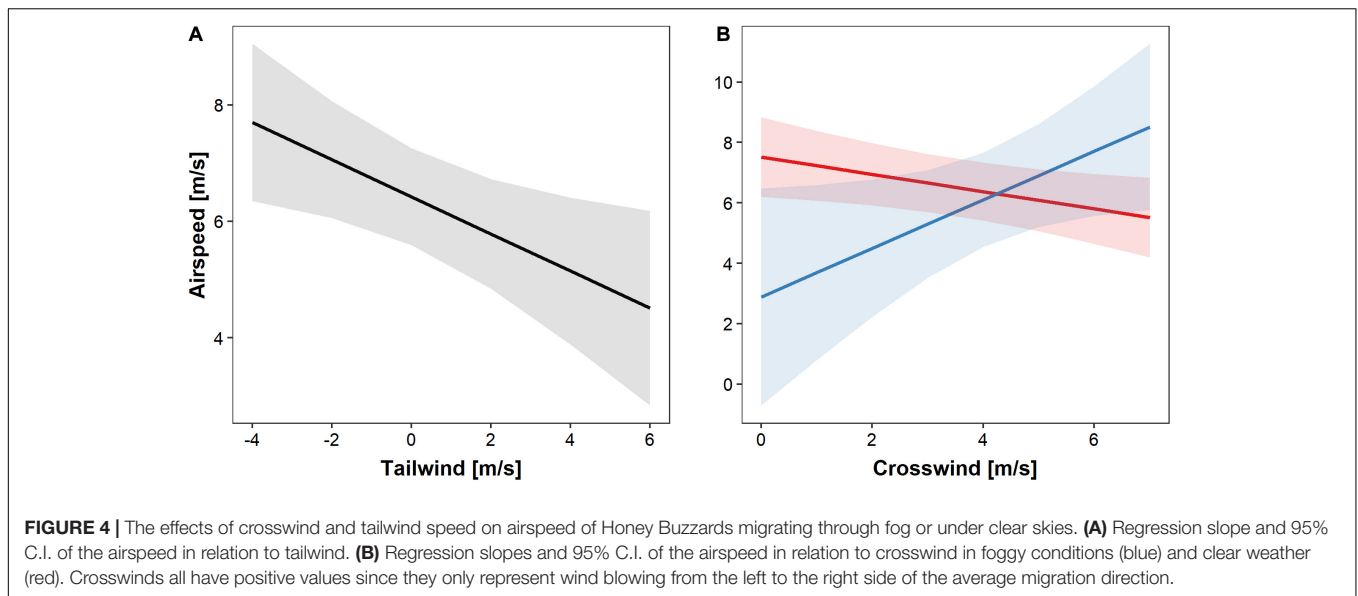 A
B
Airspeed [m/s]
8
6
4
-4 -2 0 2 4 6
Tailwind [m/s]
10
8
6
4
2
0
0 2 4 6
Crosswind [m/s]
FIGURE 4 | The effects of crosswind and tailwind speed on airspeed of Honey Buzzards migrating through fog or under clear skies. (A) Regression slope and 95%
C.I. of the airspeed in relation to tailwind. (B) Regression slopes and 95% C.I. of the airspeed in relation to crosswind in foggy conditions (blue) and clear weather
(red). Crosswinds all have positive values since they only represent wind blowing from the left to the right side of the average migration direction.